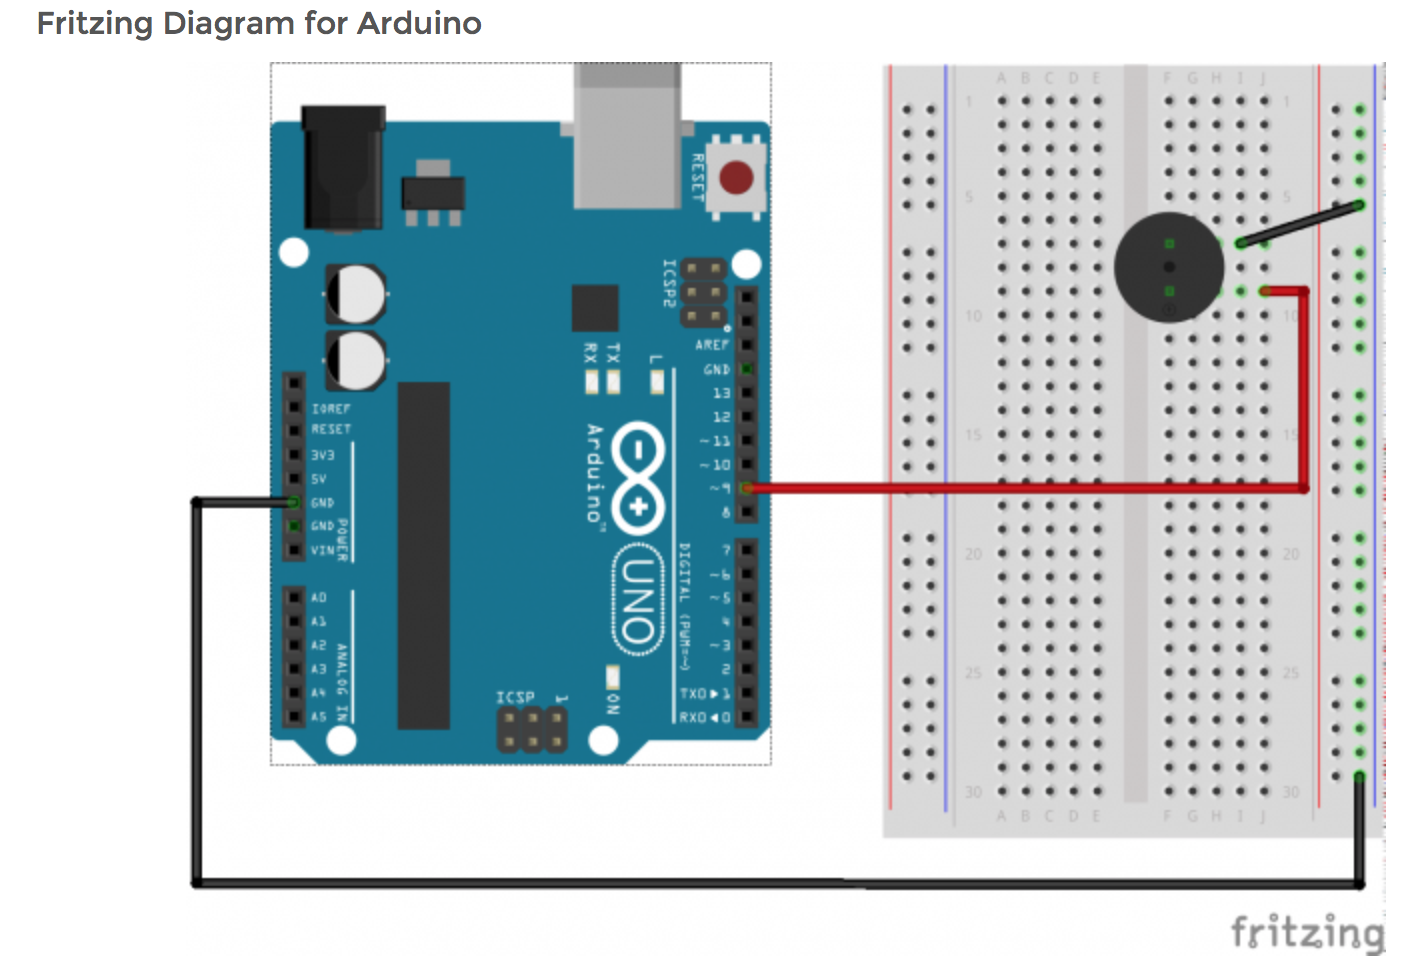 Fritzing Diagram for Arduino
A B C D E F G H I J
1 1
RESET
5 5
ICSP2
10 10
RX TX L
AREF
GND
13
12
~11
~10
~9
8
IOREF
RESET
3V3
5V
GND
GND
VIN
POWER
Arduino™
15 15
UNO
DIGITAL (PWM=~)
7
~6
~5
4
~3
2
TX0▶1
RX0◀0
20 20
A0
A1
A2
A3
A4
A5
ANALOG IN
ICSP 1
ON
25 25
30 30
A B C D E F G H I J
fritzing